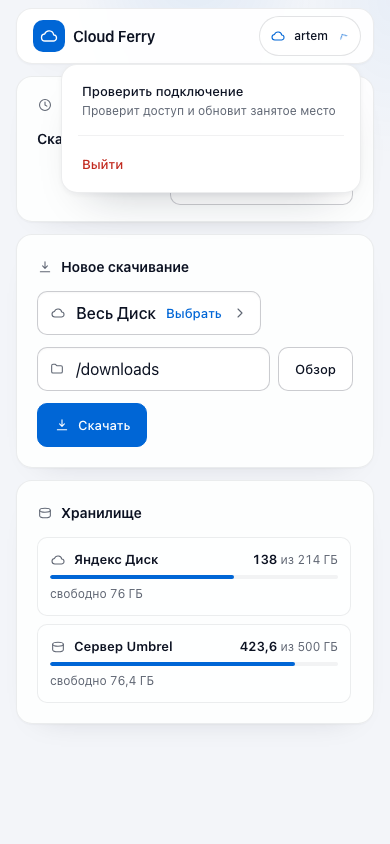 Cloud Ferry
artem
Проверить подключение
Проверит доступ и обновит занятое место
Выйти
Новое скачивание
Весь Диск Выбрать
/downloads
Обзор
Скачать
Хранилище
Яндекс Диск 138 из 214 ГБ
свободно 76 ГБ
Сервер Umbrel 423,6 из 500 ГБ
свободно 76,4 ГБ